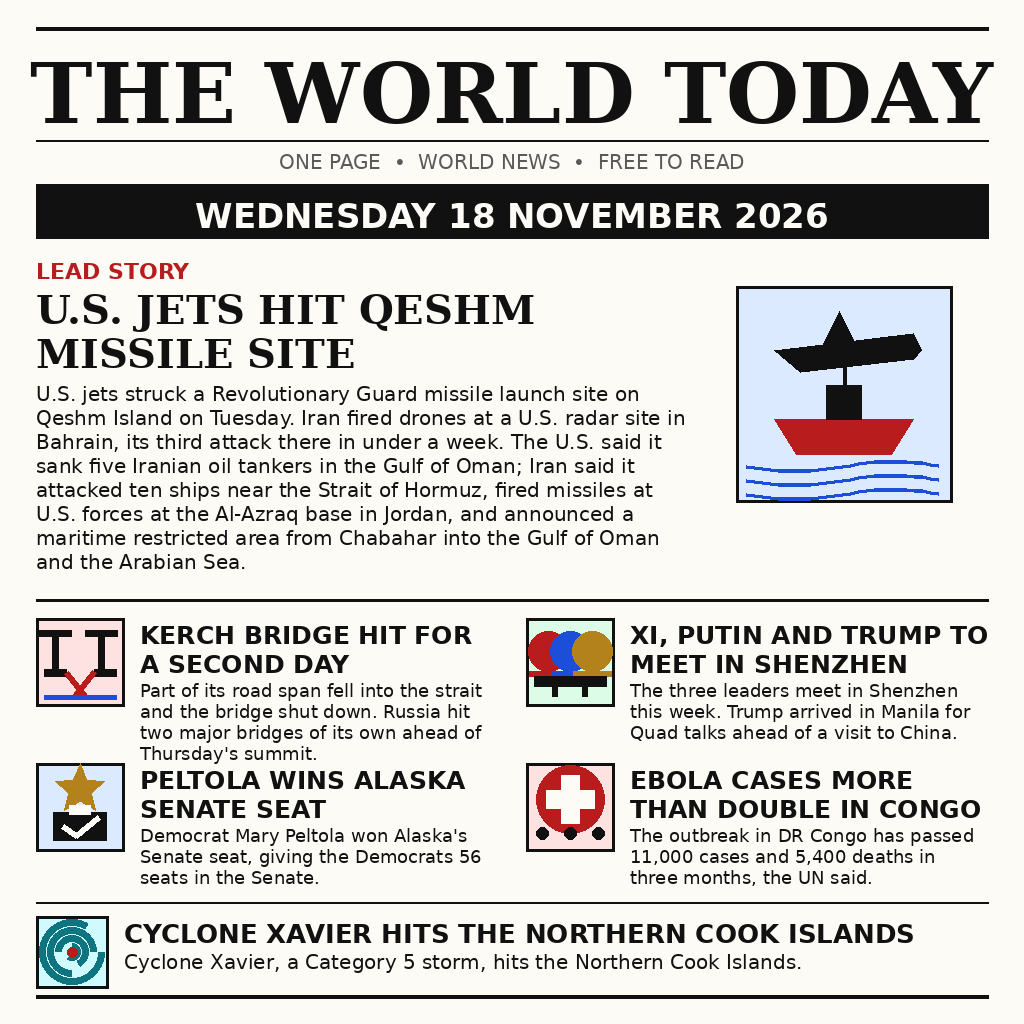 THE WORLD TODAY
ONE PAGE • WORLD NEWS • FREE TO READ
WEDNESDAY 18 NOVEMBER 2026
LEAD STORY
U.S. JETS HIT QESHM
MISSILE SITE
U.S. jets struck a Revolutionary Guard missile launch site on
Qeshm Island on Tuesday. Iran fired drones at a U.S. radar site in
Bahrain, its third attack there in under a week. The U.S. said it
sank five Iranian oil tankers in the Gulf of Oman; Iran said it
attacked ten ships near the Strait of Hormuz, fired missiles at
U.S. forces at the Al-Azraq base in Jordan, and announced a
maritime restricted area from Chabahar into the Gulf of Oman
and the Arabian Sea.
KERCH BRIDGE HIT FOR
A SECOND DAY
Part of its road span fell into the strait
and the bridge shut down. Russia hit
two major bridges of its own ahead of
Thursday's summit.
XI, PUTIN AND TRUMP TO
MEET IN SHENZHEN
The three leaders meet in Shenzhen
this week. Trump arrived in Manila for
Quad talks ahead of a visit to China.
PELTOLA WINS ALASKA
SENATE SEAT
Democrat Mary Peltola won Alaska's
Senate seat, giving the Democrats 56
seats in the Senate.
EBOLA CASES MORE
THAN DOUBLE IN CONGO
The outbreak in DR Congo has passed
11,000 cases and 5,400 deaths in
three months, the UN said.
CYCLONE XAVIER HITS THE NORTHERN COOK ISLANDS
Cyclone Xavier, a Category 5 storm, hits the Northern Cook Islands.